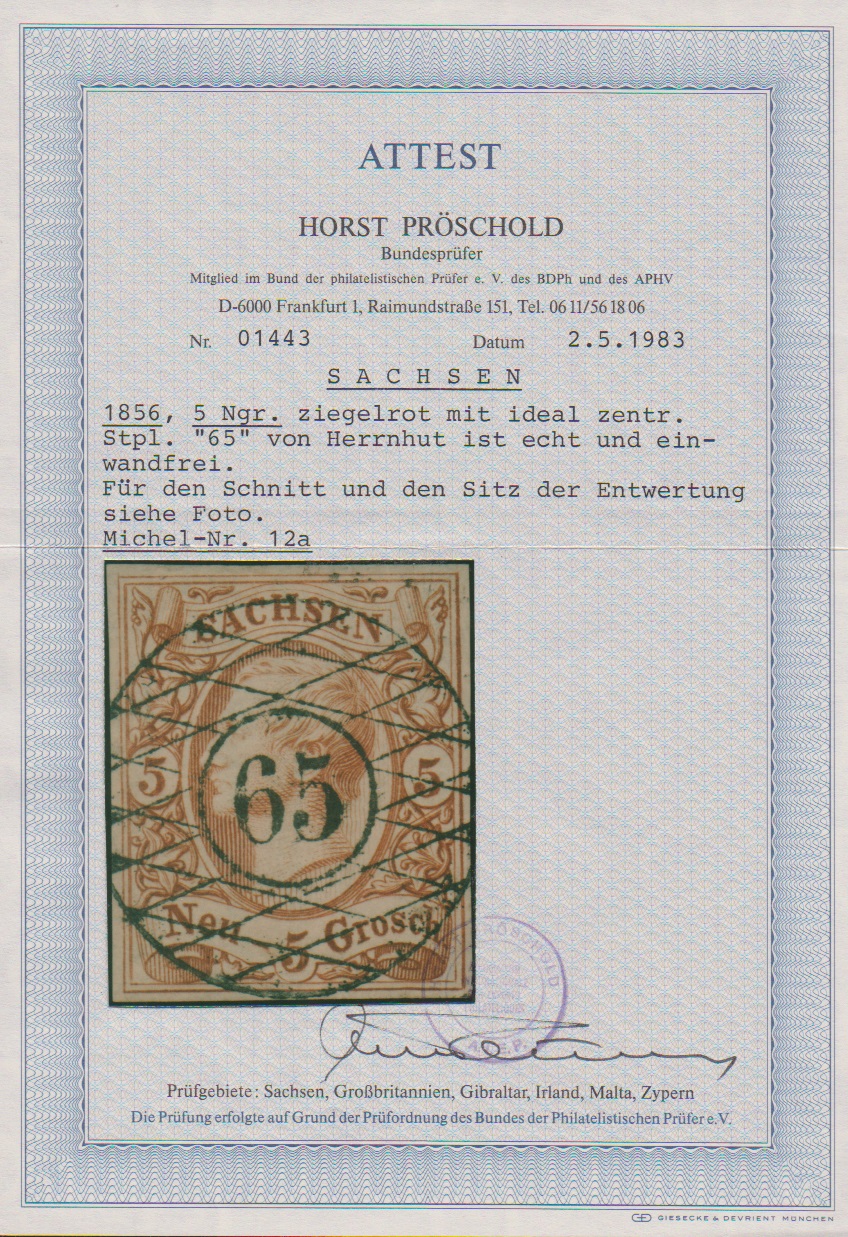 ATTEST
HORST PRÖSCHOLD
Bundesprüfer
Mitglied im Bund der philatelistischen Prüfer e. V. des BDPh und des APHV
D-6000 Frankfurt 1, Raimundstraße 151, Tel. 06 11/56 18 06
Nr. 01443 Datum 2.5.1983
S A C H S E N
1856, 5 Ngr. ziegelrot mit ideal zentr.
Stpl. "65" von Herrnhut ist echt und ein-
wandfrei.
Für den Schnitt und den Sitz der Entwertung
siehe Foto.
Michel-Nr. 12a
SACHSEN
5 65 5
Neu 5 Grosch
Prüfgebiete: Sachsen, Großbritannien, Gibraltar, Irland, Malta, Zypern
Die Prüfung erfolgte auf Grund der Prüfordnung des Bundes der Philatelistischen Prüfer e.V.
GIESECKE & DEVRIENT MÜNCHEN